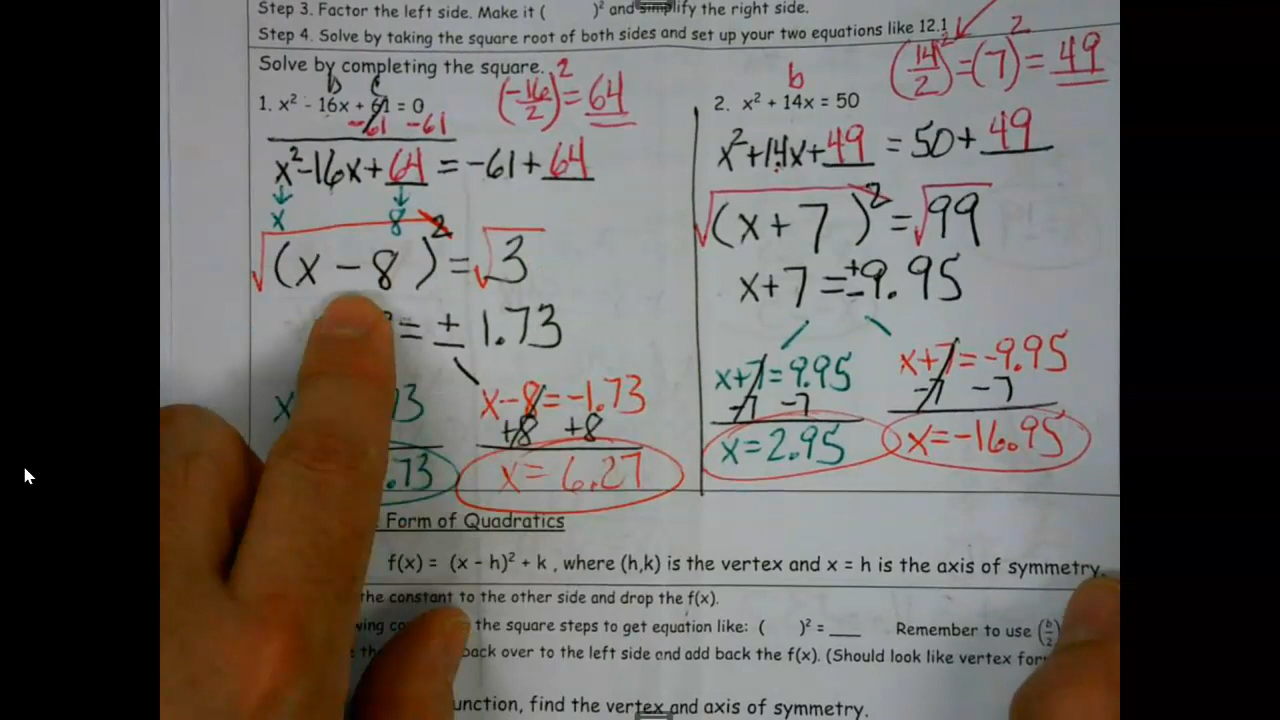 Step 3. Factor the left side. Make it ( )² and simplify the right side.
Step 4. Solve by taking the square root of both sides and set up your two equations like 12.1
Solve by completing the square.
b c
1. x² - 16x + 61 = 0
-61 -61
(-16/2)² = 64
x² - 16x + 64 = -61 + 64
x 8
√(x - 8)² = √3
= ± 1.73
x 73
x - 8 = -1.73
+8 +8
.73
x = 6.27
(14/2)² = (7)² = 49
b
2. x² + 14x = 50
x² + 14x + 49 = 50 + 49
√(x + 7)² = √99
x + 7 = ± 9.95
x + 7 = 9.95
-7 -7
x = 2.95
x + 7 = -9.95
-7 -7
x = -16.95
Form of Quadratics
f(x) = (x - h)² + k , where (h,k) is the vertex and x = h is the axis of symmetry.
the constant to the other side and drop the f(x).
the square steps to get equation like: ( )² = ___ Remember to use (b/2)
back over to the left side and add back the f(x). (Should look like vertex
find the vertex and axis of symmetry.